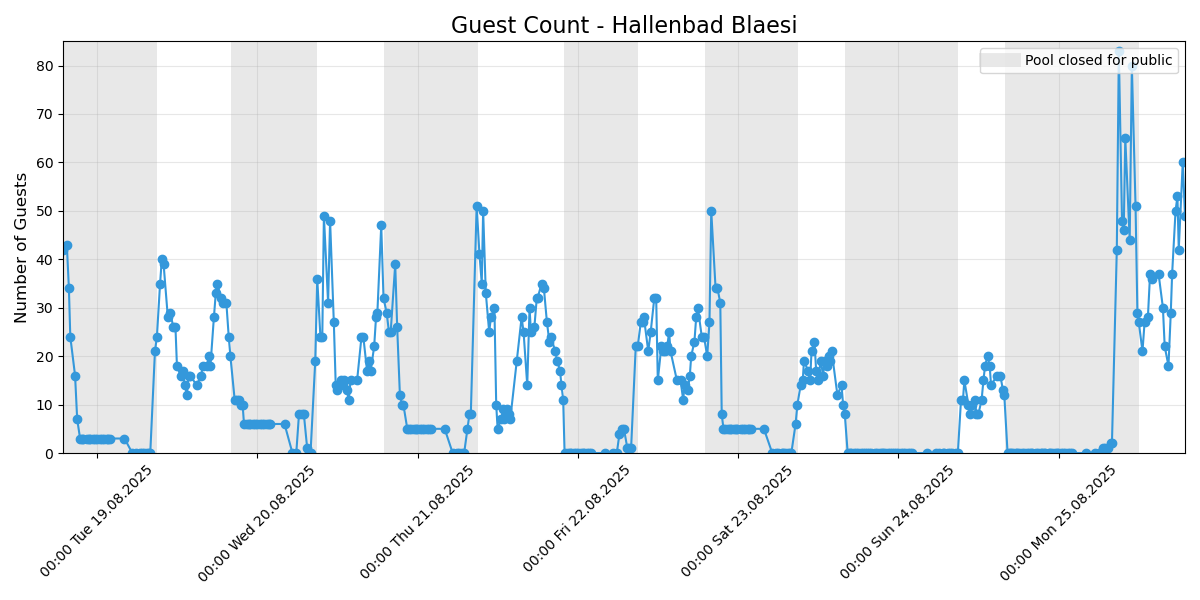 Guest Count - Hallenbad Blaesi
Pool closed for public
Number of Guests
80
70
60
50
40
30
20
10
0
00:00 Tue 19.08.2025
00:00 Wed 20.08.2025
00:00 Thu 21.08.2025
00:00 Fri 22.08.2025
00:00 Sat 23.08.2025
00:00 Sun 24.08.2025
00:00 Mon 25.08.2025